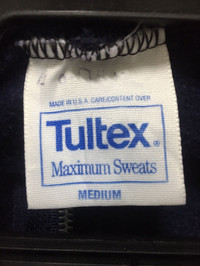 MADE IN U.S.A. CARE/CONTENT OVER
Tultex®
Maximum Sweats
MEDIUM